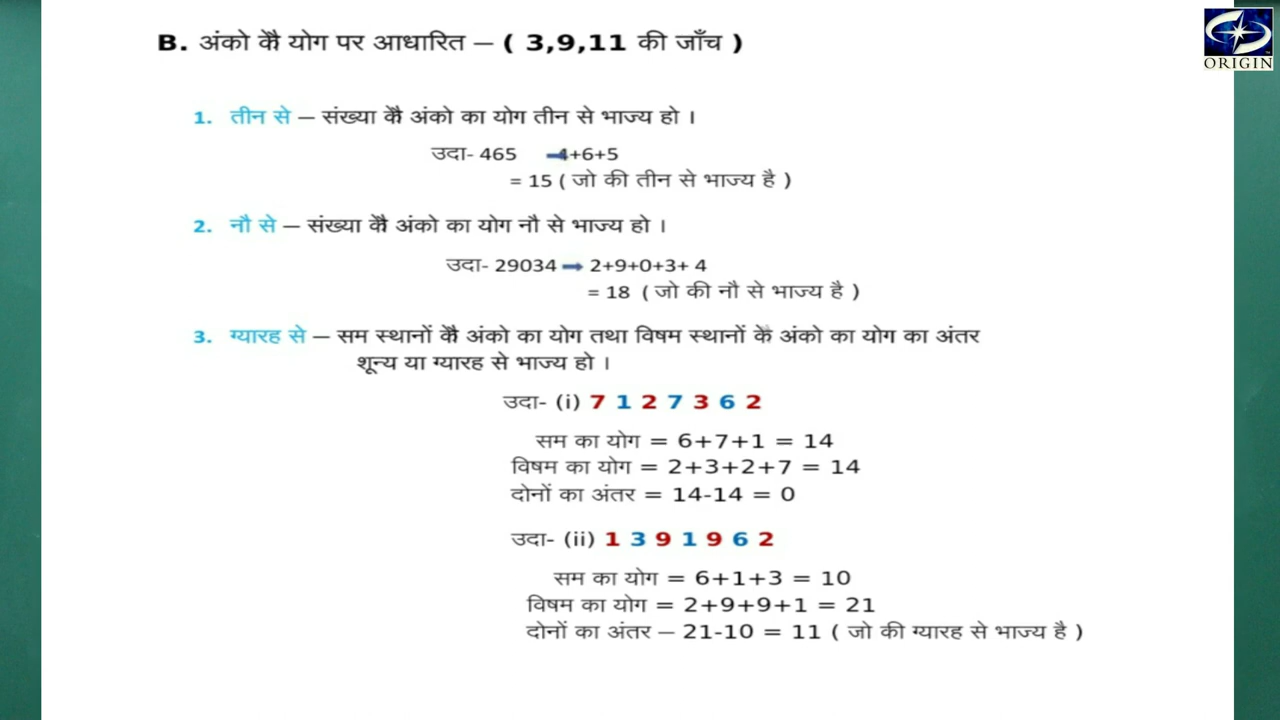 ORIGIN
B. अंको के योग पर आधारित – ( 3,9,11 की जाँच )
1. तीन से – संख्या के अंको का योग तीन से भाज्य हो ।
उदा- 465 ➡ 4+6+5
= 15 ( जो की तीन से भाज्य है )
2. नौ से – संख्या के अंको का योग नौ से भाज्य हो ।
उदा- 29034 ➡ 2+9+0+3+ 4
= 18 ( जो की नौ से भाज्य है )
3. ग्यारह से – सम स्थानों के अंको का योग तथा विषम स्थानों के अंको का योग का अंतर
शून्य या ग्यारह से भाज्य हो ।
उदा- (i) 7 1 2 7 3 6 2
सम का योग = 6+7+1 = 14
विषम का योग = 2+3+2+7 = 14
दोनों का अंतर = 14-14 = 0
उदा- (ii) 1 3 9 1 9 6 2
सम का योग = 6+1+3 = 10
विषम का योग = 2+9+9+1 = 21
दोनों का अंतर – 21-10 = 11 ( जो की ग्यारह से भाज्य है )